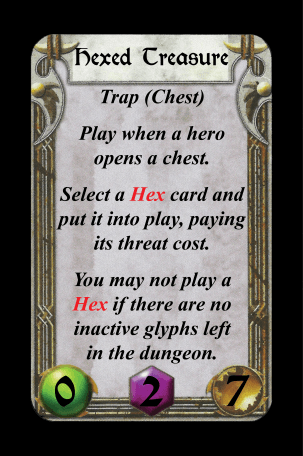 Hexed Treasure
Trap (Chest)
Play when a hero
opens a chest.
Select a Hex card and
put it into play, paying
its threat cost.
You may not play a
Hex if there are no
inactive glyphs left
in the dungeon.
0 2 7